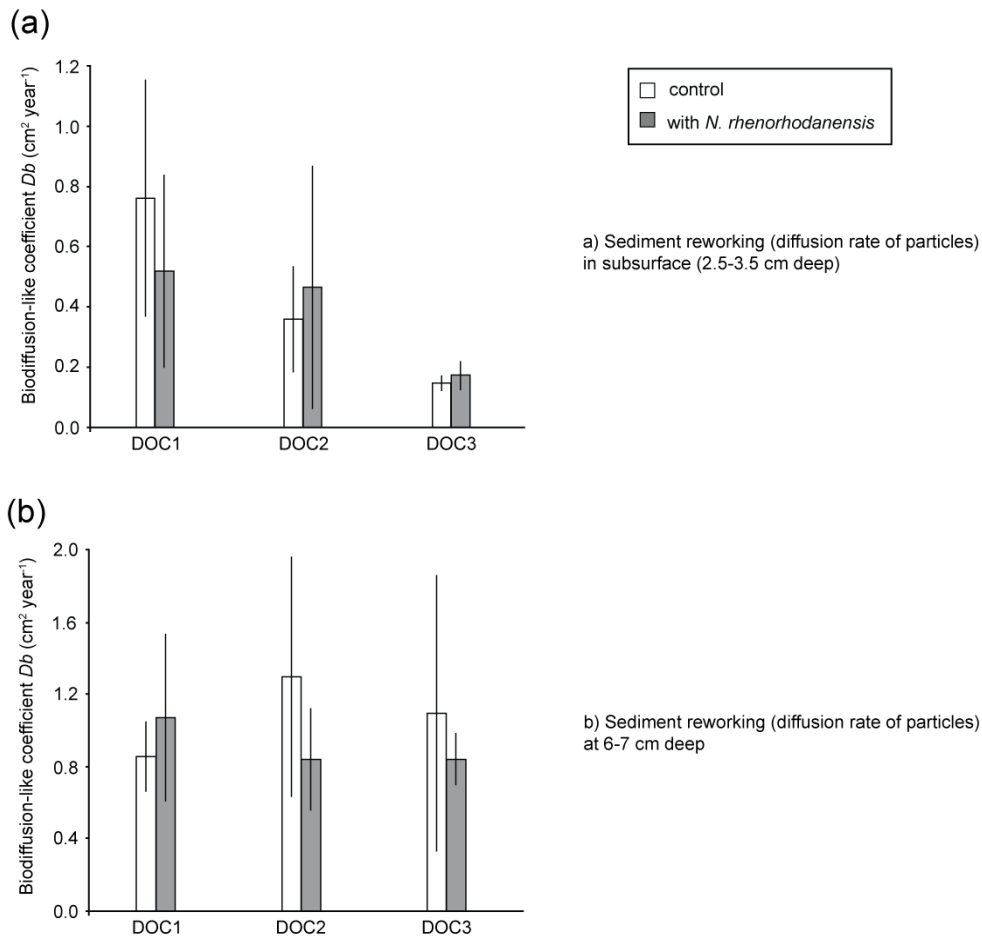 (a)
Biodiffusion-like coefficient Db (cm² year⁻¹)
1.2
1.0
0.8
0.6
0.4
0.2
0.0
DOC1 DOC2 DOC3
control
with N. rhenorhodanensis
a) Sediment reworking (diffusion rate of particles)
in subsurface (2.5-3.5 cm deep)
(b)
Biodiffusion-like coefficient Db (cm² year⁻¹)
2.0
1.6
1.2
0.8
0.4
0.0
DOC1 DOC2 DOC3
b) Sediment reworking (diffusion rate of particles)
at 6-7 cm deep